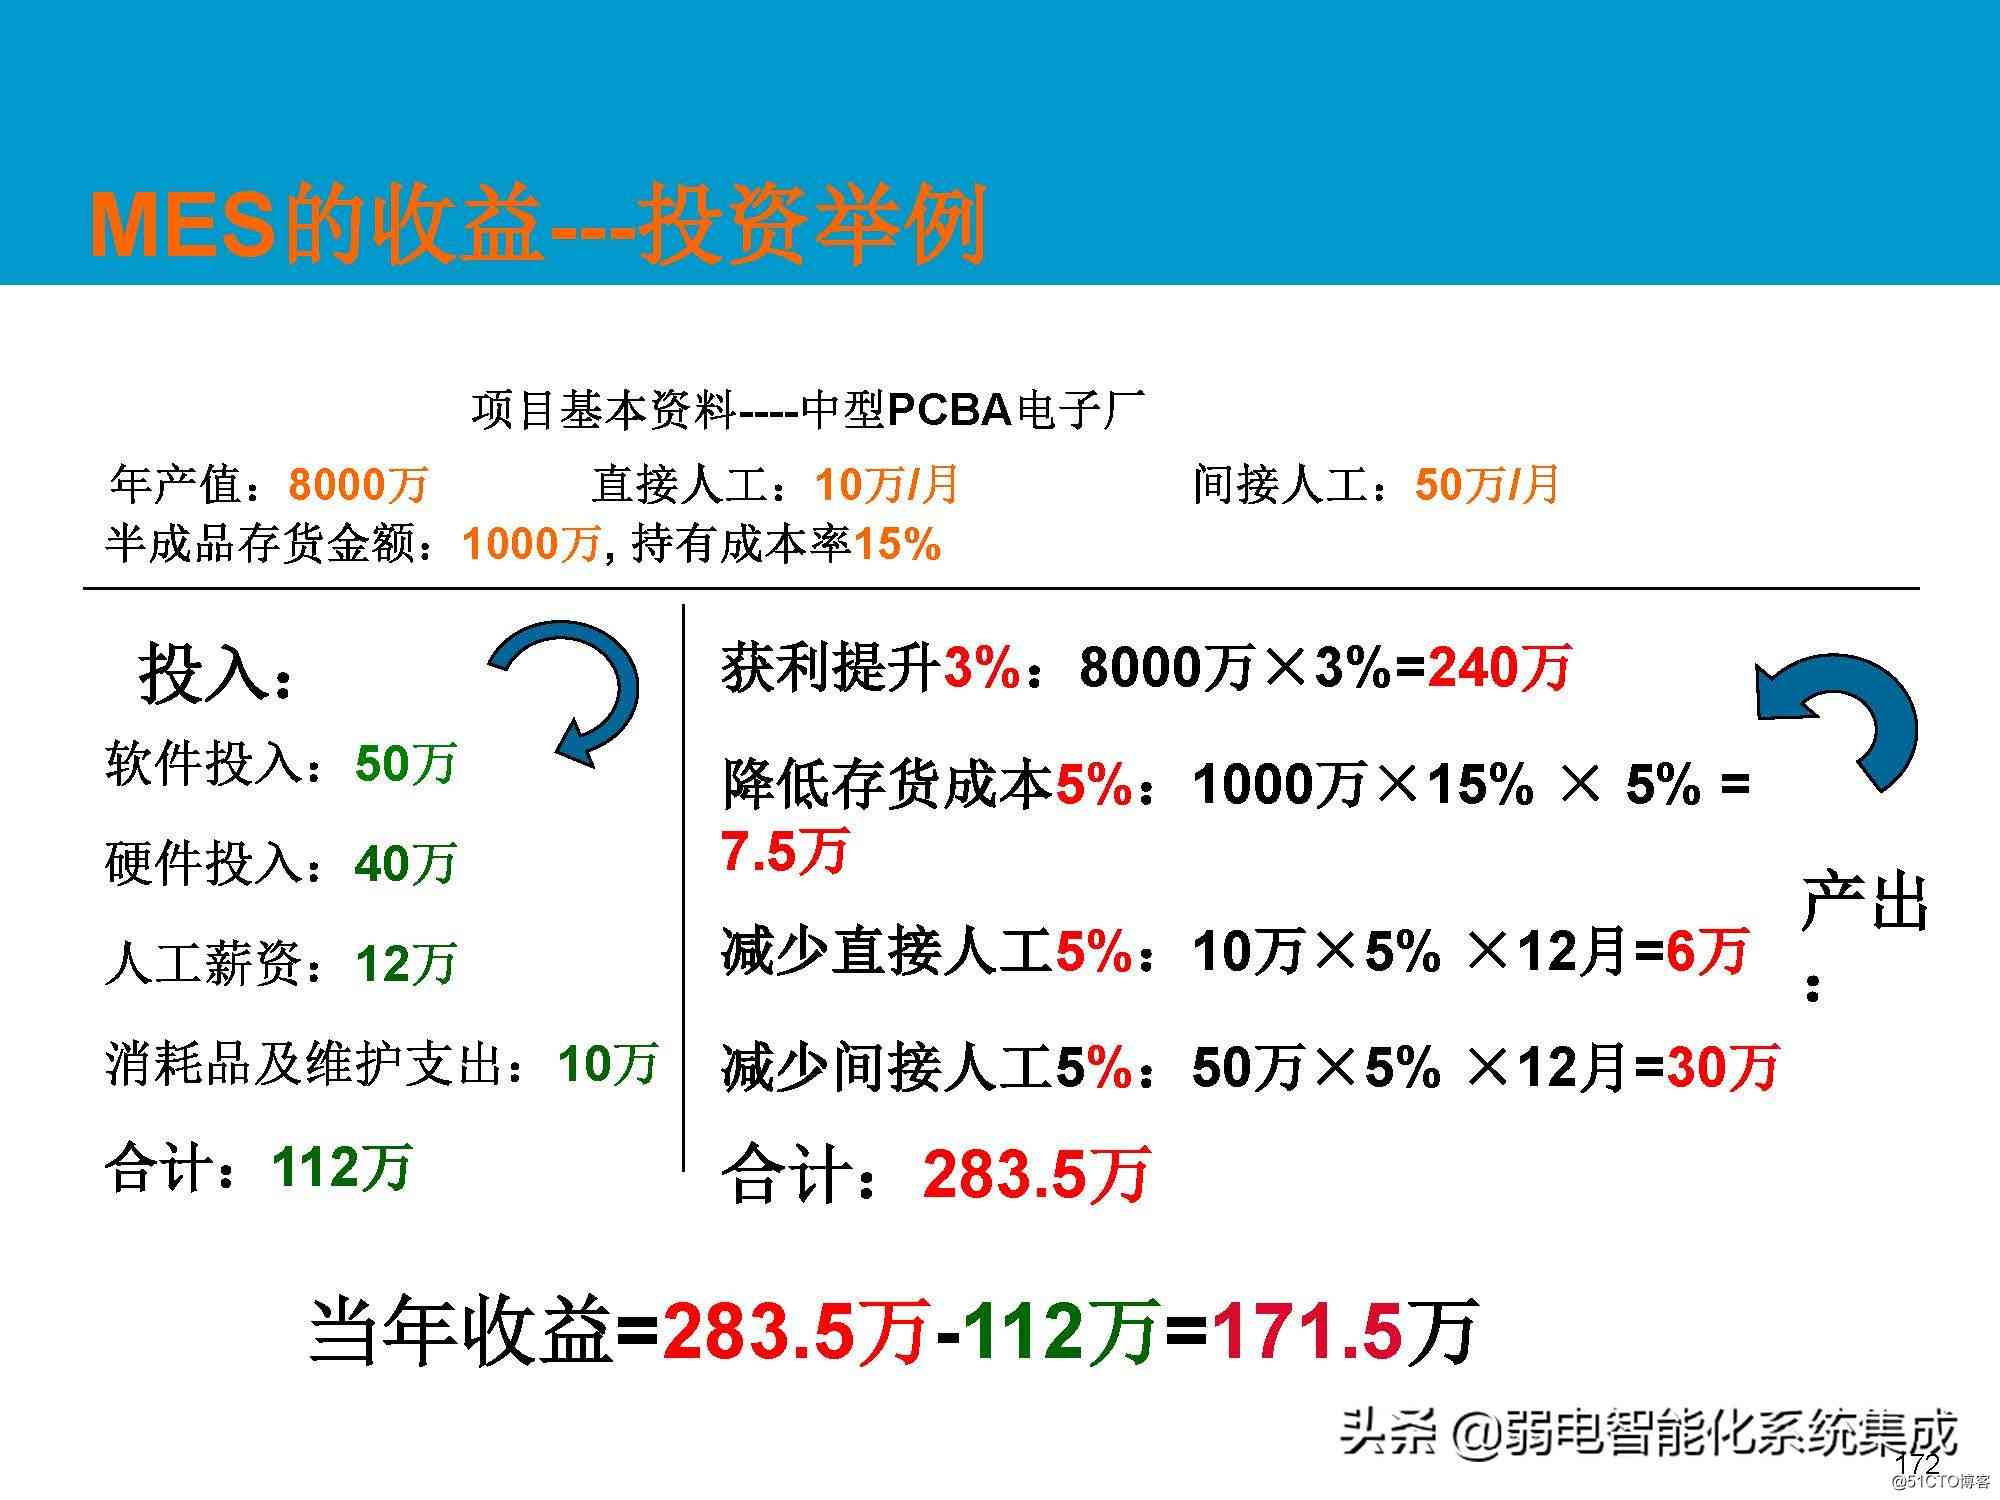 MES的收益---投资举例
项目基本资料----中型PCBA电子厂
年产值：8000万 直接人工：10万/月 间接人工：50万/月
半成品存货金额：1000万, 持有成本率15%
投入：
软件投入：50万
硬件投入：40万
人工薪资：12万
消耗品及维护支出：10万
合计：112万
获利提升3%：8000万×3%=240万
降低存货成本5%：1000万×15% × 5% =
7.5万
减少直接人工5%：10万×5% ×12月=6万
减少间接人工5%：50万×5% ×12月=30万
合计：283.5万
产出
：
当年收益=283.5万-112万=171.5万
头条 @弱电智能化系统集成
172
@51CTO博客